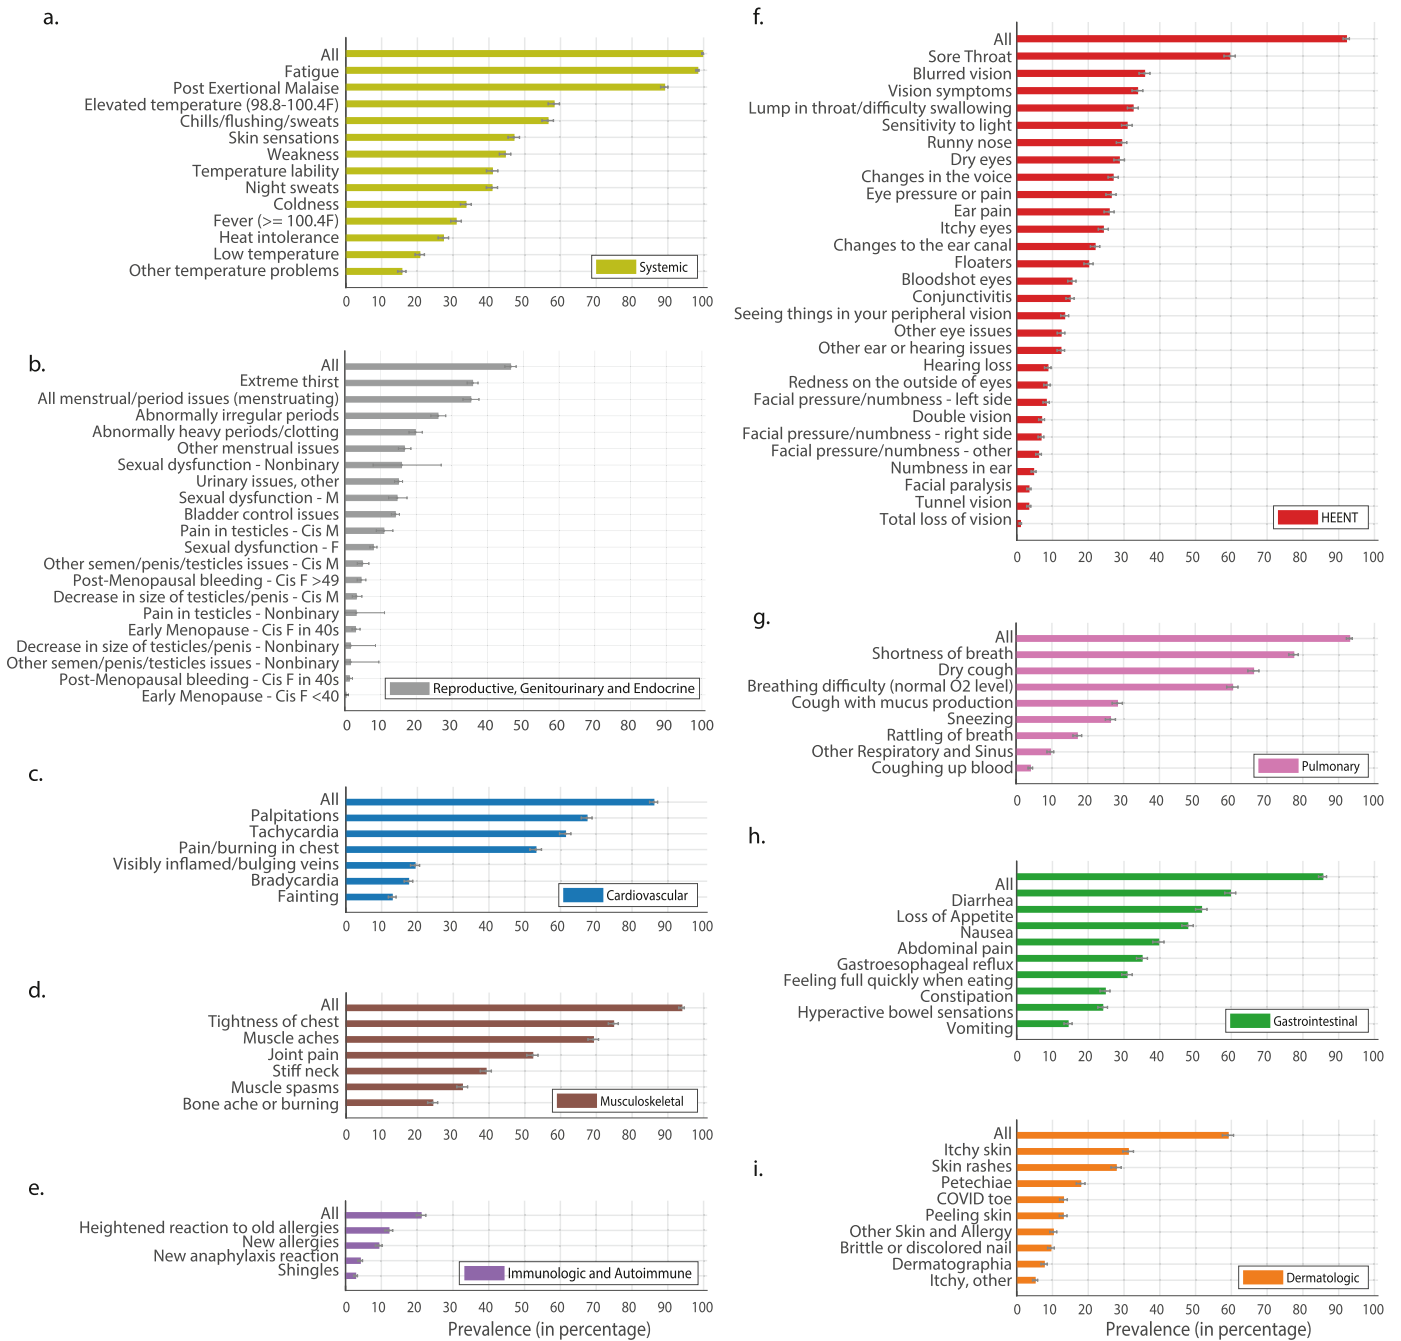 a.
All
Fatigue
Post Exertional Malaise
Elevated temperature (98.8-100.4F)
Chills/flushing/sweats
Skin sensations
Weakness
Temperature lability
Night sweats
Coldness
Fever (>= 100.4F)
Heat intolerance
Low temperature
Other temperature problems
Systemic
0 10 20 30 40 50 60 70 80 90 100
b.
All
Extreme thirst
All menstrual/period issues (menstruating)
Abnormally irregular periods
Abnormally heavy periods/clotting
Other menstrual issues
Sexual dysfunction - Nonbinary
Urinary issues, other
Sexual dysfunction - M
Bladder control issues
Pain in testicles - Cis M
Sexual dysfunction - F
Other semen/penis/testicles issues - Cis M
Post-Menopausal bleeding - Cis F >49
Decrease in size of testicles/penis - Cis M
Pain in testicles - Nonbinary
Early Menopause - Cis F in 40s
Decrease in size of testicles/penis - Nonbinary
Other semen/penis/testicles issues - Nonbinary
Post-Menopausal bleeding - Cis F in 40s
Early Menopause - Cis F <40
Reproductive, Genitourinary and Endocrine
0 10 20 30 40 50 60 70 80 90 100
c.
All
Palpitations
Tachycardia
Pain/burning in chest
Visibly inflamed/bulging veins
Bradycardia
Fainting
Cardiovascular
0 10 20 30 40 50 60 70 80 90 100
d.
All
Tightness of chest
Muscle aches
Joint pain
Stiff neck
Muscle spasms
Bone ache or burning
Musculoskeletal
0 10 20 30 40 50 60 70 80 90 100
e.
All
Heightened reaction to old allergies
New allergies
New anaphylaxis reaction
Shingles
Immunologic and Autoimmune
0 10 20 30 40 50 60 70 80 90 100
Prevalence (in percentage)
f.
All
Sore Throat
Blurred vision
Vision symptoms
Lump in throat/difficulty swallowing
Sensitivity to light
Runny nose
Dry eyes
Changes in the voice
Eye pressure or pain
Ear pain
Itchy eyes
Changes to the ear canal
Floaters
Bloodshot eyes
Conjunctivitis
Seeing things in your peripheral vision
Other eye issues
Other ear or hearing issues
Hearing loss
Redness on the outside of eyes
Facial pressure/numbness - left side
Double vision
Facial pressure/numbness - right side
Facial pressure/numbness - other
Numbness in ear
Facial paralysis
Tunnel vision
Total loss of vision
HEENT
0 10 20 30 40 50 60 70 80 90 100
g.
All
Shortness of breath
Dry cough
Breathing difficulty (normal O2 level)
Cough with mucus production
Sneezing
Rattling of breath
Other Respiratory and Sinus
Coughing up blood
Pulmonary
0 10 20 30 40 50 60 70 80 90 100
h.
All
Diarrhea
Loss of Appetite
Nausea
Abdominal pain
Gastroesophageal reflux
Feeling full quickly when eating
Constipation
Hyperactive bowel sensations
Vomiting
Gastrointestinal
0 10 20 30 40 50 60 70 80 90 100
i.
All
Itchy skin
Skin rashes
Petechiae
COVID toe
Peeling skin
Other Skin and Allergy
Brittle or discolored nail
Dermatographia
Itchy, other
Dermatologic
0 10 20 30 40 50 60 70 80 90 100
Prevalence (in percentage)